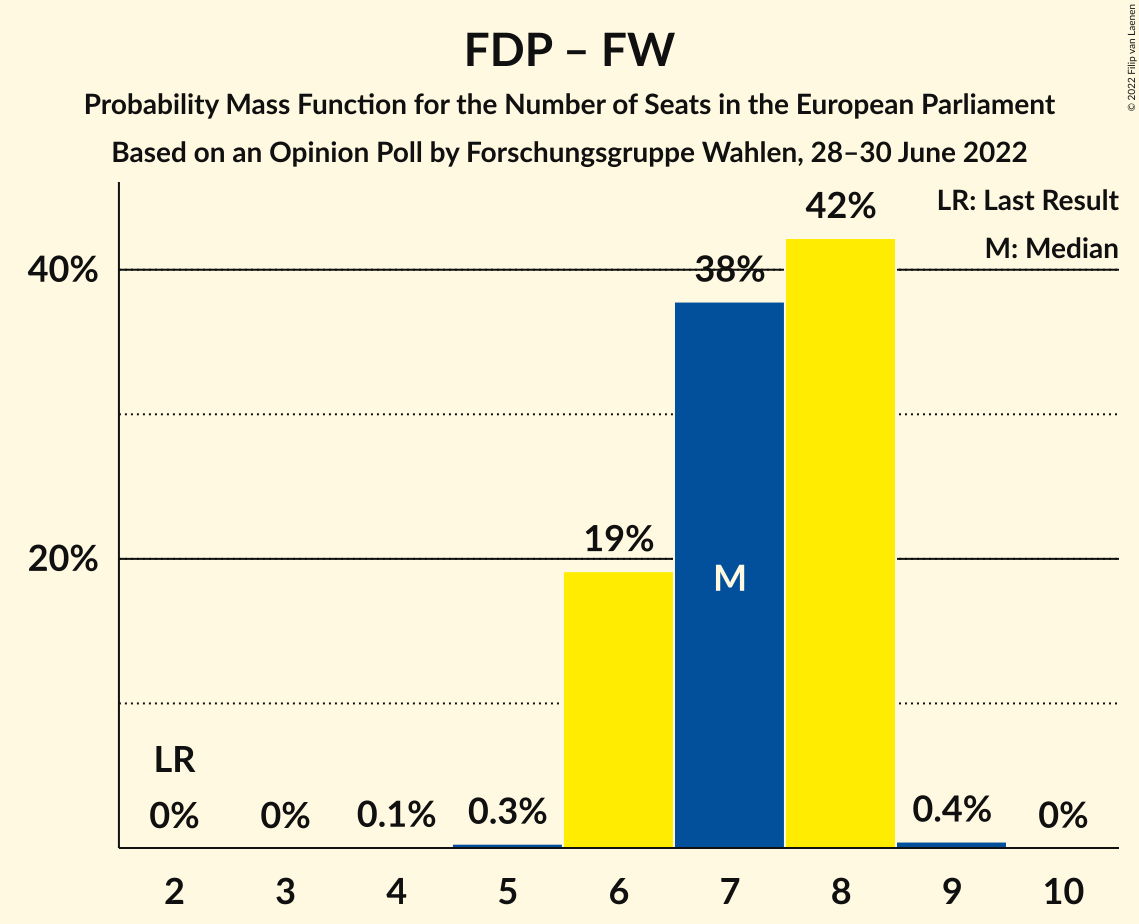 FDP – FW
Probability Mass Function for the Number of Seats in the European Parliament
Based on an Opinion Poll by Forschungsgruppe Wahlen, 28–30 June 2022
© 2022 Filip van Laenen
LR: Last Result
M: Median
40%
20%
LR
0%
0%
0.1%
0.3%
19%
38%
M
42%
0.4%
0%
2 3 4 5 6 7 8 9 10